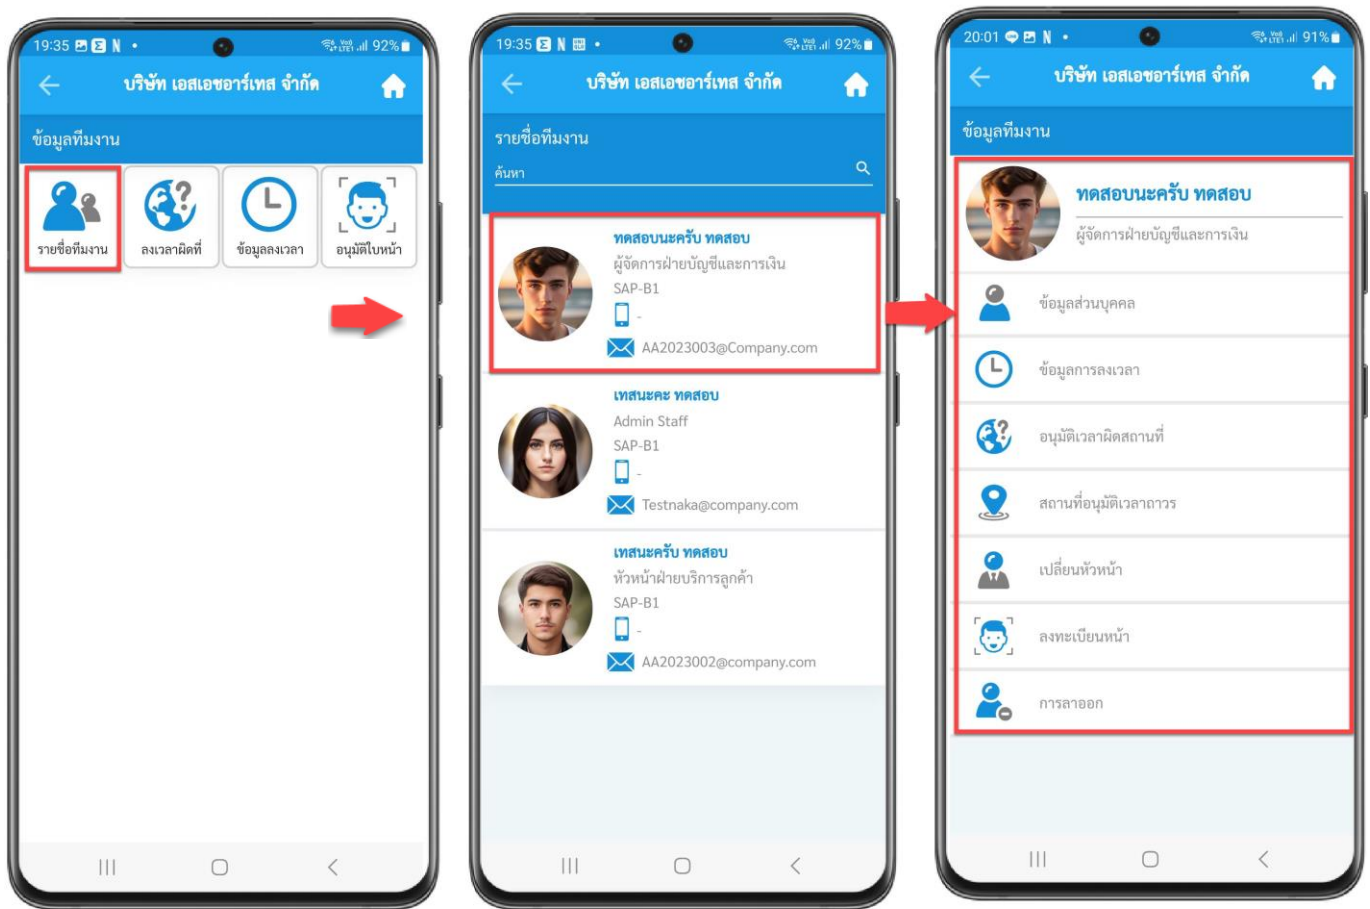 19:35
92%
บริษัท เอสเอชอาร์เทส จำกัด
ข้อมูลทีมงาน
รายชื่อทีมงาน
ลงเวลาผิดที่
ข้อมูลลงเวลา
อนุมัติใบหน้า
19:35
92%
บริษัท เอสเอชอาร์เทส จำกัด
รายชื่อทีมงาน
ค้นหา
ทดสอบนะครับ ทดสอบ
ผู้จัดการฝ่ายบัญชีและการเงิน
SAP-B1
-
AA2023003@Company.com
เทสนะคะ ทดสอบ
Admin Staff
SAP-B1
-
Testnaka@company.com
เทสนะครับ ทดสอบ
หัวหน้าฝ่ายบริการลูกค้า
SAP-B1
-
AA2023002@company.com
20:01
91%
บริษัท เอสเอชอาร์เทส จำกัด
ข้อมูลทีมงาน
ทดสอบนะครับ ทดสอบ
ผู้จัดการฝ่ายบัญชีและการเงิน
ข้อมูลส่วนบุคคล
ข้อมูลการลงเวลา
อนุมัติเวลาผิดสถานที่
สถานที่อนุมัติเวลาถาวร
เปลี่ยนหัวหน้า
ลงทะเบียนหน้า
การลาออก